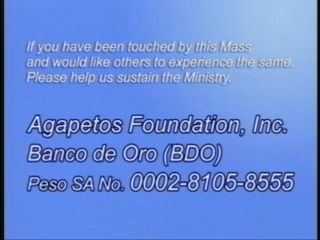 If you have been touched by this Mass
and would like others to experience the same.
Please help us sustain the Ministry.
Agapetos Foundation, Inc.
Banco de Oro (BDO)
Peso SA No. 0002-8105-8555